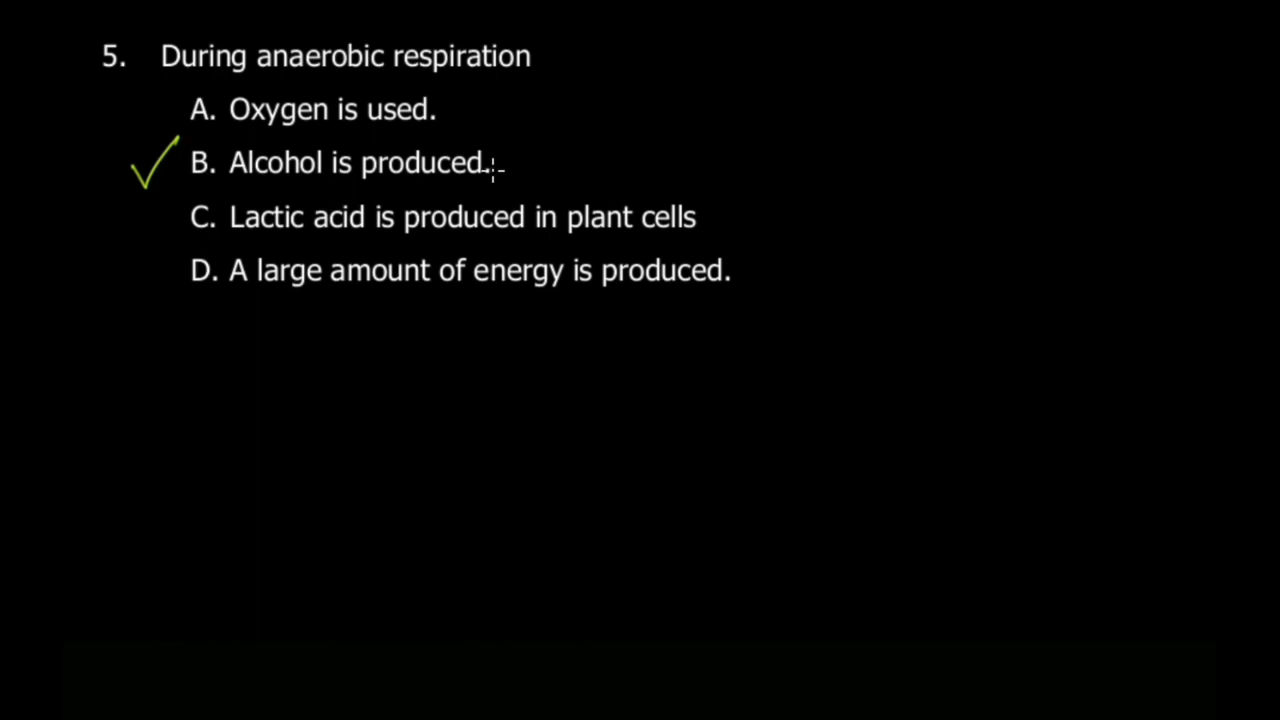 5. During anaerobic respiration
A. Oxygen is used.
B. Alcohol is produced.
C. Lactic acid is produced in plant cells
D. A large amount of energy is produced.